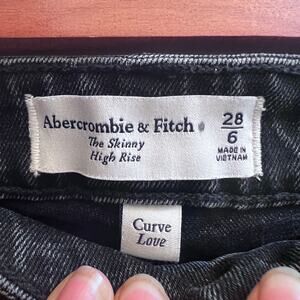 Abercrombie & Fitch
The Skinny
High Rise
28
6
MADE IN
VIETNAM
Curve
Love